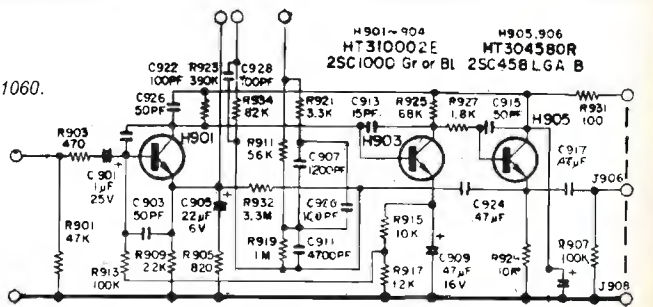 H901~904
HT310002E
2SC1000 Gr or Bl
H905,906
HT304580R
2SC458 LGA B
1060.
C922
100PF
C926
50PF
R923
390K
C928
100PF
R934
82K
R921
3.3K
C913
15PF
R925
68K
R927
1.8K
C915
50PF
R931
100
R903
470
H901
R911
56K
C907
1200PF
H903
H905
C917
.47µF
J906
C901
1µF
25V
C903
50PF
C905
22µF
6V
R932
3.3M
C920
100PF
C924
.47µF
R901
47K
R913
100K
R909
22K
R905
820
R919
1M
C911
4700PF
R915
10K
R917
12K
C909
47µF
16V
R929
10K
R907
100K
J908